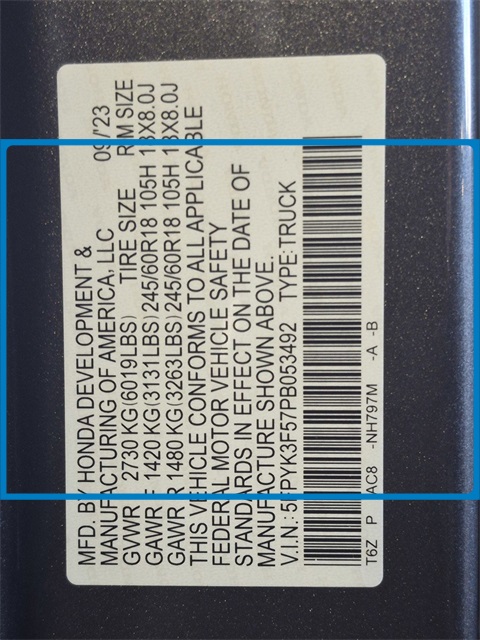 MFD. BY HONDA DEVELOPMENT &
MANUFACTURING OF AMERICA, LLC 09/'23
GVWR 2730 KG(6019LBS) TIRE SIZE RIM SIZE
GAWR F 1420 KG(3131LBS) 245/60R18 105H 18X8.0J
GAWR R 1480 KG(3263LBS) 245/60R18 105H 18X8.0J
THIS VEHICLE CONFORMS TO ALL APPLICABLE
FEDERAL MOTOR VEHICLE SAFETY
STANDARDS IN EFFECT ON THE DATE OF
MANUFACTURE SHOWN ABOVE.
V.I.N.: 5FPYK3F57PB053492 TYPE:TRUCK
T6Z P AC8 -NH797M -A -B